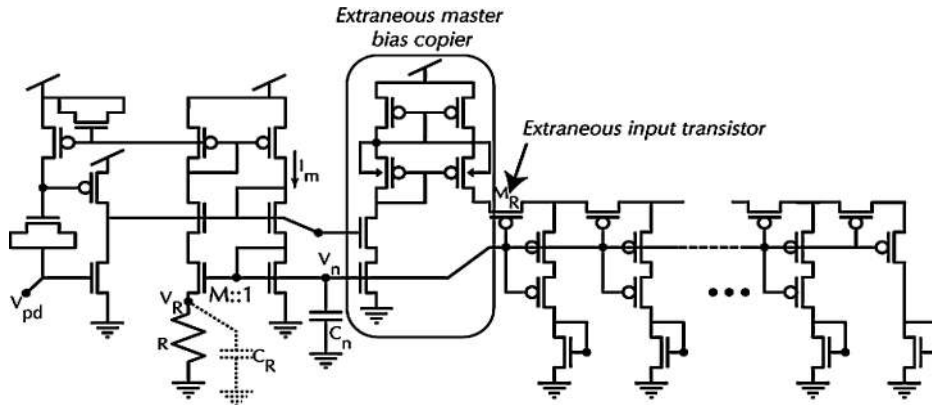 Extraneous master
bias copier
Extraneous input transistor
I_m
M_R
V_n
V_R
M::1
V_pd
R
C_R
C_n